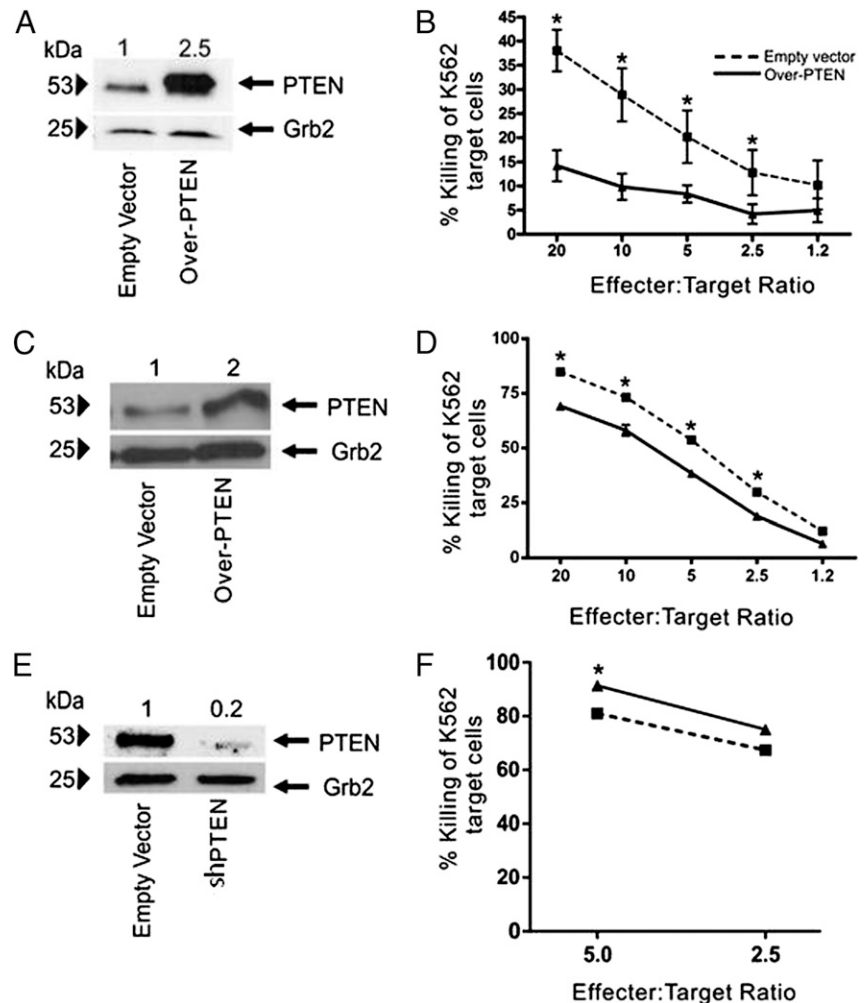 A
kDa
1 2.5
53 PTEN
25 Grb2
Empty Vector
Over-PTEN
B
45
40
35
30
25
20
15
10
5
0
* * * *
Empty vector
Over-PTEN
% Killing of K562
target cells
20 10 5 2.5 1.2
Effecter:Target Ratio
C
kDa
1 2
53 PTEN
25 Grb2
Empty Vector
Over-PTEN
D
100
75
50
25
0
* * * *
% Killing of K562
target cells
20 10 5 2.5 1.2
Effecter:Target Ratio
E
kDa
1 0.2
53 PTEN
25 Grb2
Empty Vector
shPTEN
F
100
80
60
40
20
0
*
% Killing of K562
target cells
5.0 2.5
Effecter:Target Ratio